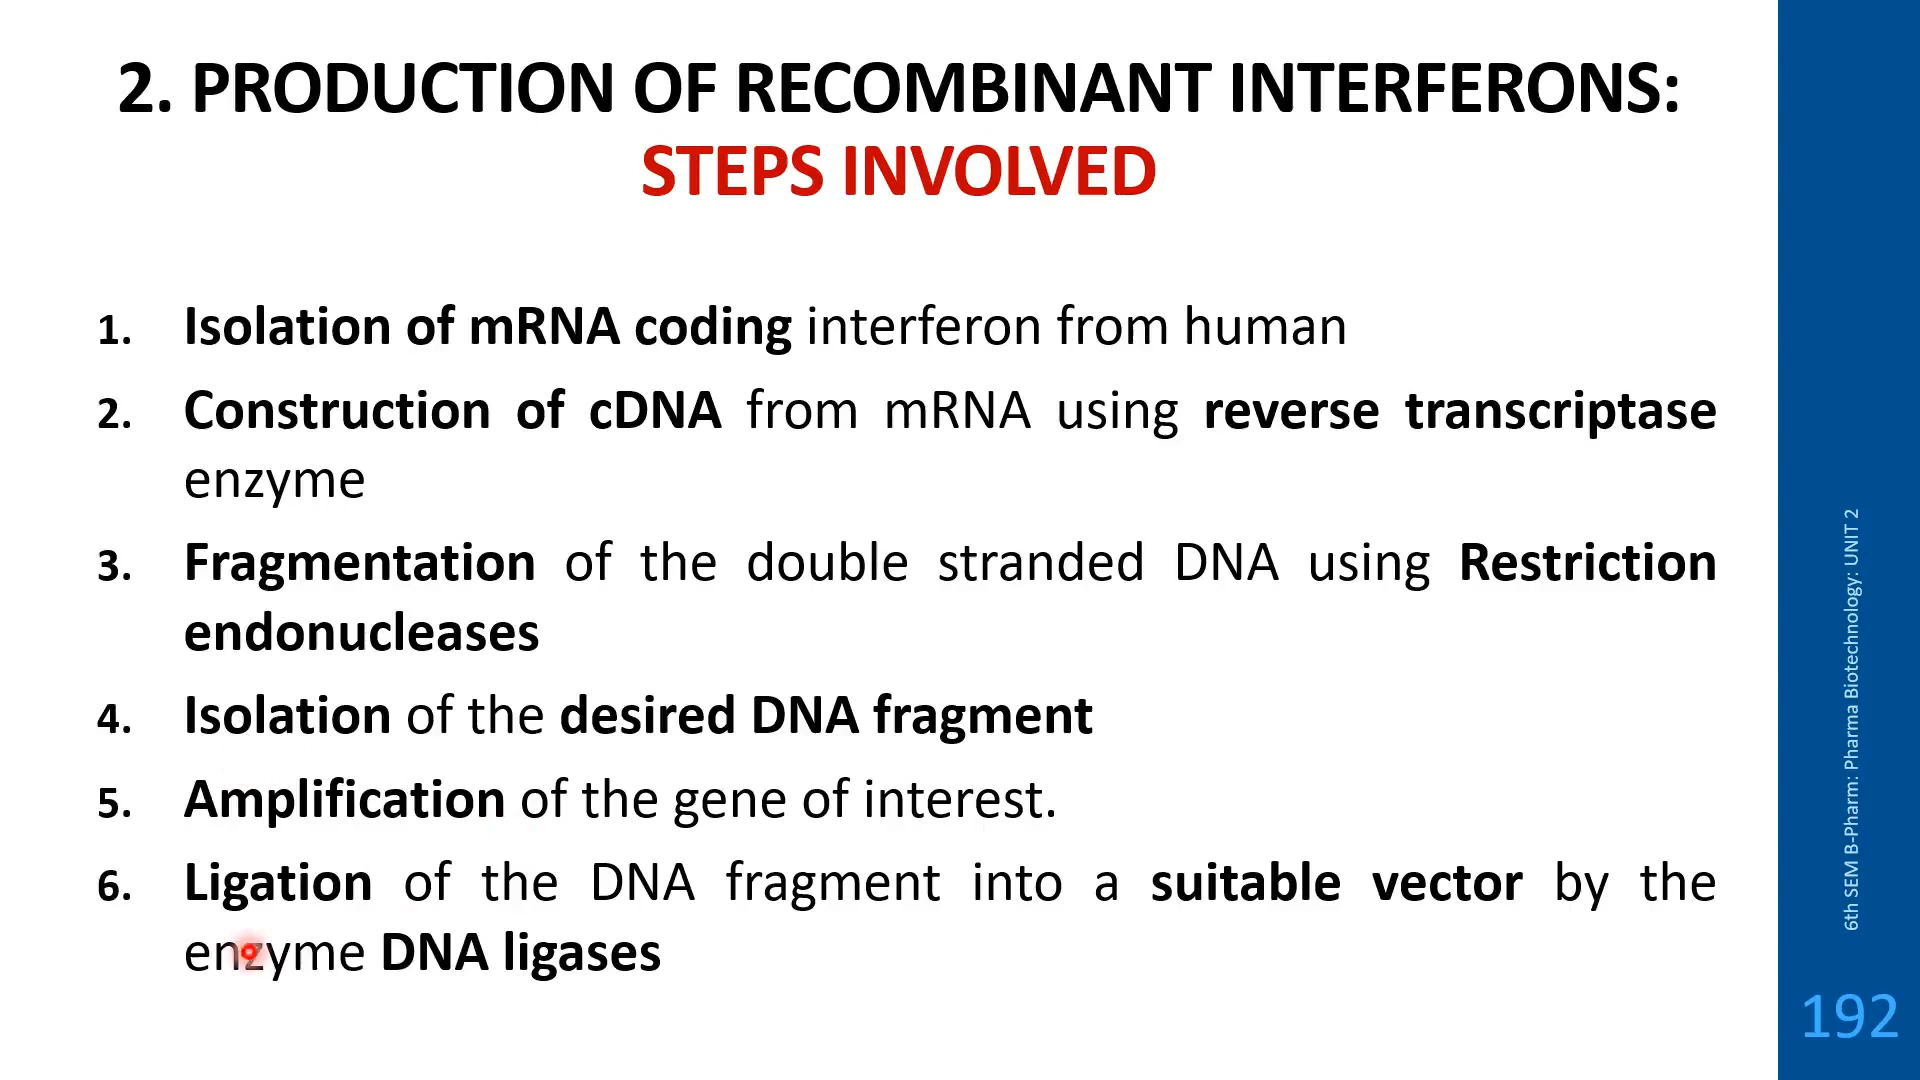 2. PRODUCTION OF RECOMBINANT INTERFERONS:
STEPS INVOLVED
1. Isolation of mRNA coding interferon from human
2. Construction of cDNA from mRNA using reverse transcriptase
enzyme
3. Fragmentation of the double stranded DNA using Restriction
endonucleases
4. Isolation of the desired DNA fragment
5. Amplification of the gene of interest.
6. Ligation of the DNA fragment into a suitable vector by the
enzyme DNA ligases
6th SEM B-Pharm: Pharma Biotechnology: UNIT 2
192